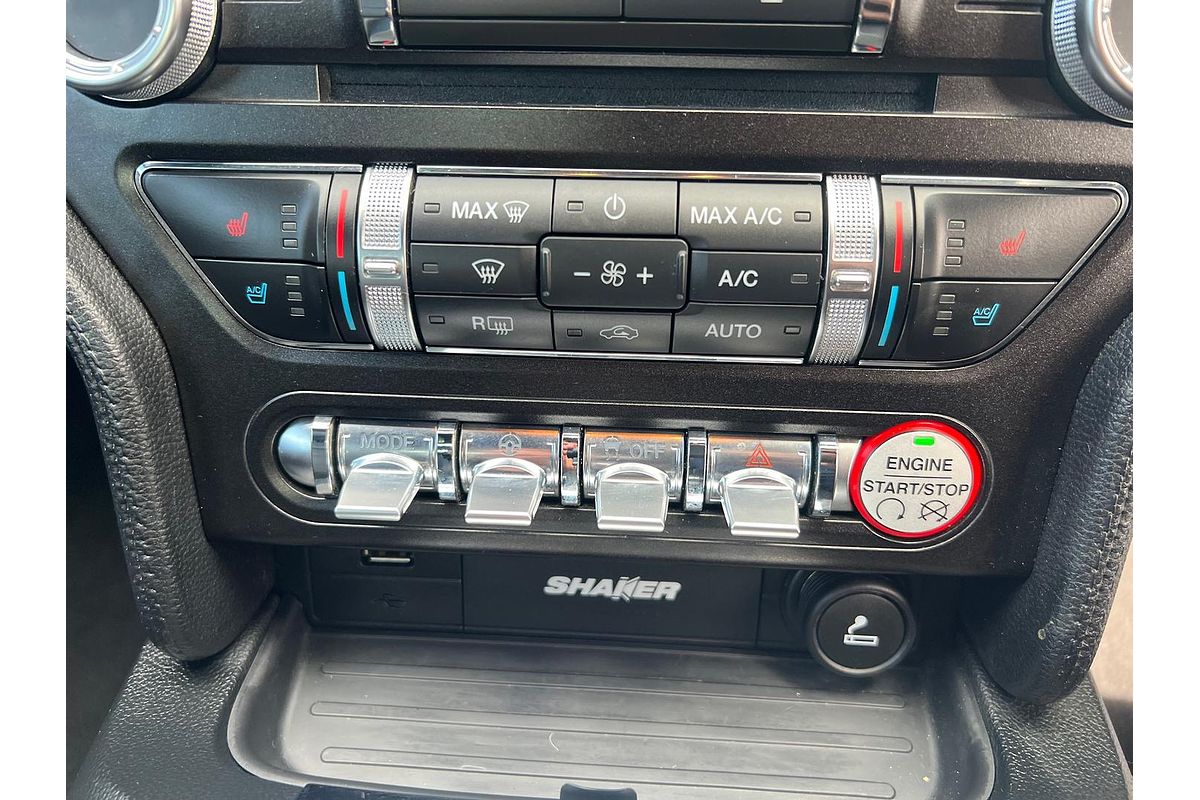 MAX
MAX A/C
A/C
A/C
A/C
R
AUTO
MODE
OFF
ENGINE
START/STOP
SHAKER